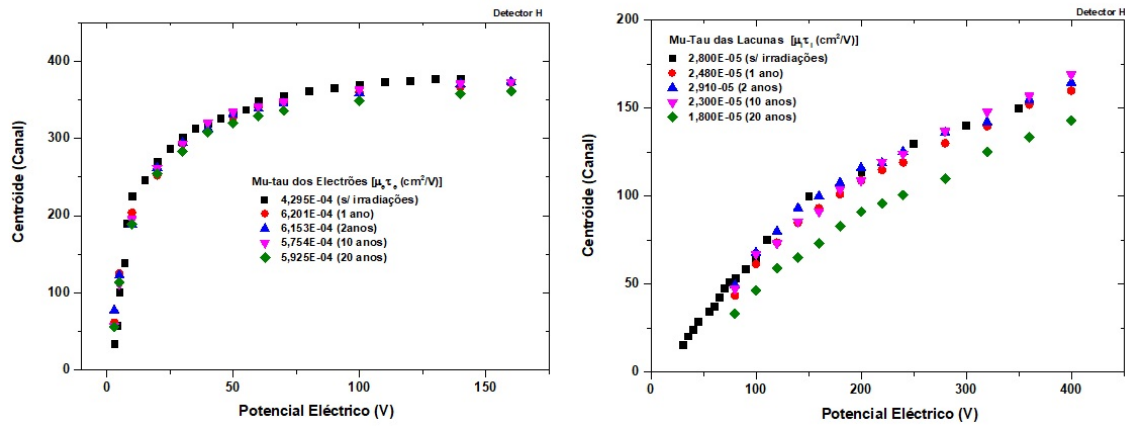 Detector H
400
300
200
100
0
0
50
100
150
Centróide (Canal)
Potencial Eléctrico (V)
Mu-tau dos Electrões [μₑτₑ (cm²/V)]
4,295E-04 (s/ irradiações)
6,201E-04 (1 ano)
6,153E-04 (2anos)
5,754E-04 (10 anos)
5,925E-04 (20 anos)
Detector H
200
150
100
50
0
0
100
200
300
400
Centróide (Canal)
Potencial Eléctrico (V)
Mu-Tau das Lacunas [μₗτₗ (cm²/V)]
2,800E-05 (s/ irradiações)
2,480E-05 (1 ano)
2,910-05 (2 anos)
2,300E-05 (10 anos)
1,800E-05 (20 anos)